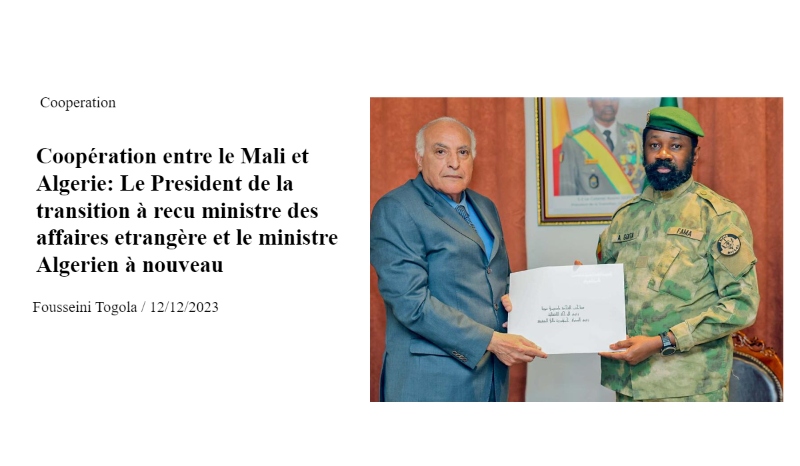 Cooperation
Coopération entre le Mali et
Algerie: Le President de la
transition à recu ministre des
affaires etrangère et le ministre
Algerien à nouveau
Fousseini Togola / 12/12/2023
A. GOITA
FAMA